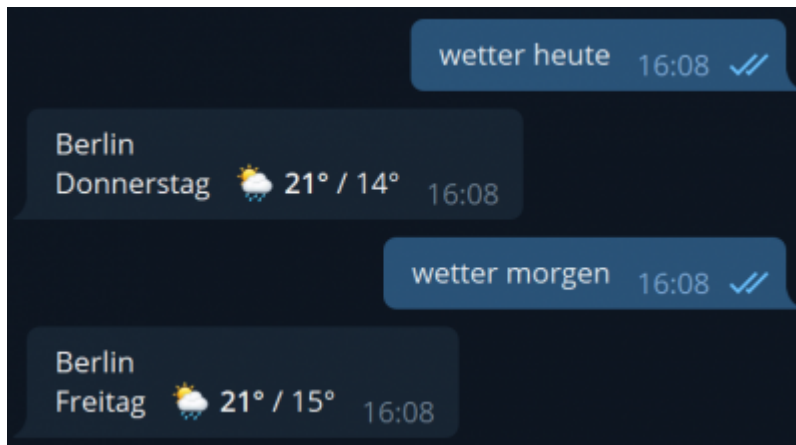 wetter heute 16:08
Berlin
Donnerstag 🌦 21° / 14° 16:08
wetter morgen 16:08
Berlin
Freitag 🌦 21° / 15° 16:08